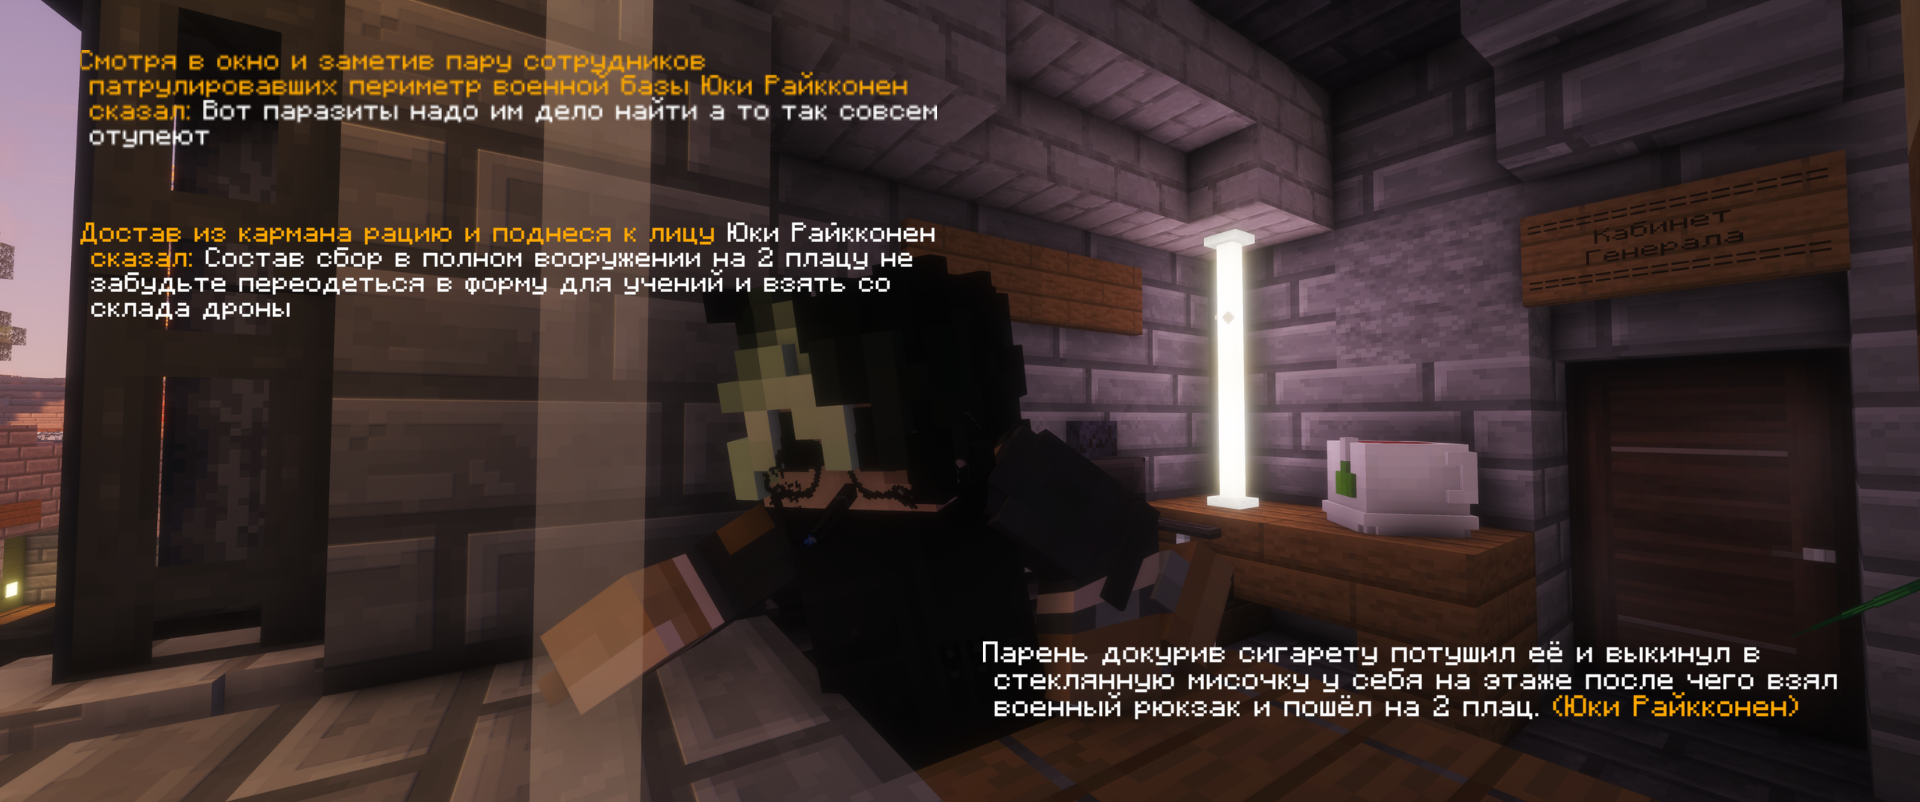 Смотря в окно и заметив пару сотрудников
патрулировавших периметр военной базы Юки Райкконен
сказал: Вот паразиты надо им дело найти а то так совсем
отупеют
Достав из кармана рацию и поднеся к лицу Юки Райкконен
сказал: Состав сбор в полном вооружении на 2 плацу не
забудьте переодеться в форму для учений и взять со
склада дроны
===================
Кабинет
Генерала
===================
Парень докурив сигарету потушил её и выкинул в
стеклянную мисочку у себя на этаже после чего взял
военный рюкзак и пошёл на 2 плац. (Юки Райкконен)